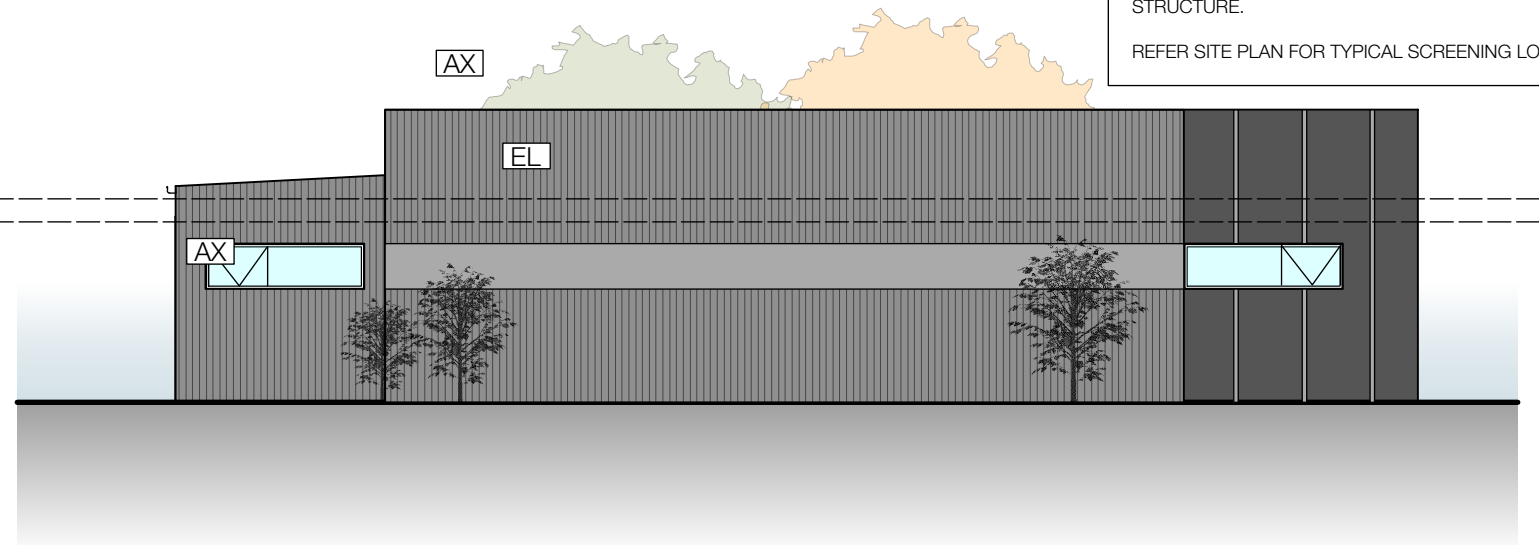 STRUCTURE.
REFER SITE PLAN FOR TYPICAL SCREENING LO
AX
EL
AX